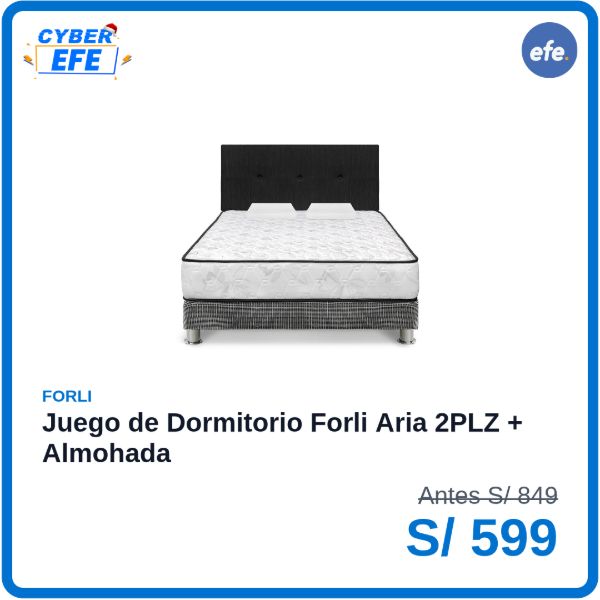 CYBER
EFE
efe.
FORLI
Juego de Dormitorio Forli Aria 2PLZ +
Almohada
Antes S/ 849
S/ 599